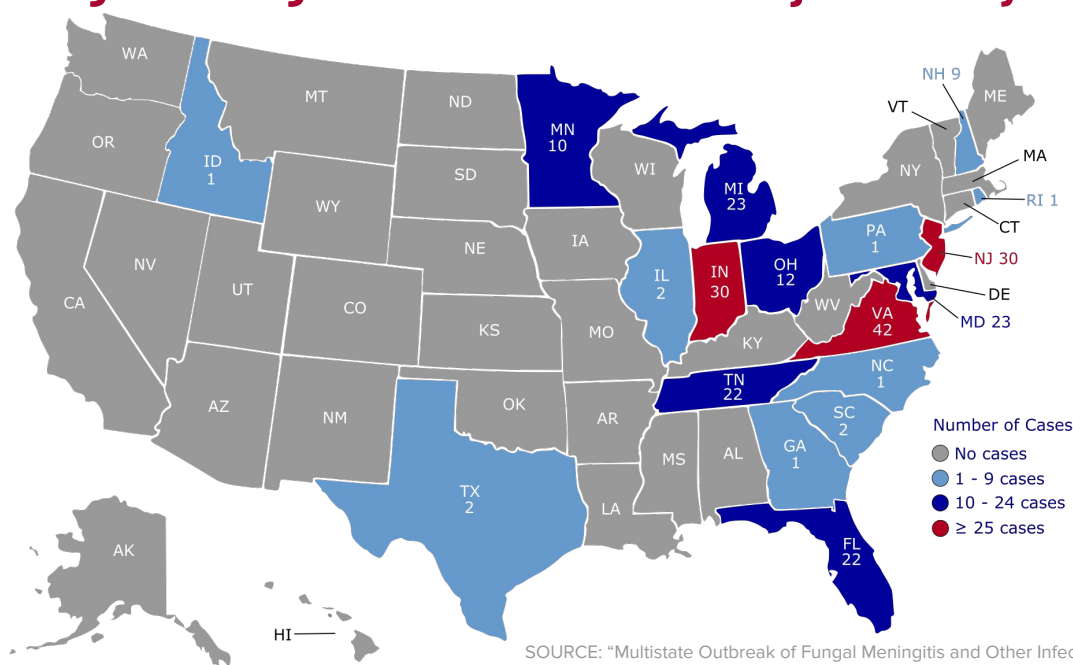 WA
MT
ND
MN
10
OR
ID
1
SD
WI
MI
23
NH 9
VT
ME
NY
MA
RI 1
CT
WY
NE
IA
IL
2
IN
30
OH
12
PA
1
NJ 30
DE
MD 23
NV
UT
CO
KS
MO
KY
WV
VA
42
CA
AZ
NM
OK
AR
TN
22
NC
1
SC
2
TX
2
LA
MS
AL
GA
1
FL
22
AK
HI
Number of Cases
No cases
1 - 9 cases
10 - 24 cases
≥ 25 cases
SOURCE: “Multistate Outbreak of Fungal Meningitis and Other